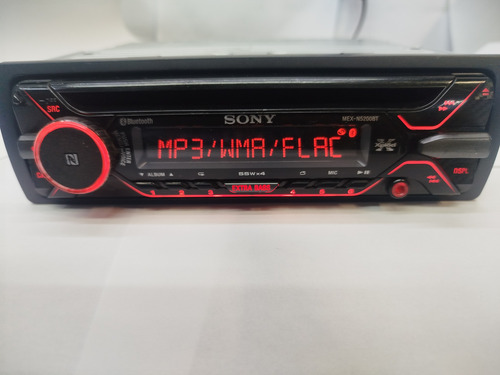 SRC
Bluetooth
SONY
MEX-N5200BT
MP3/WMA/FLAC
ALBUM
55W×4
MIC
DSPL
EXTRA BASS